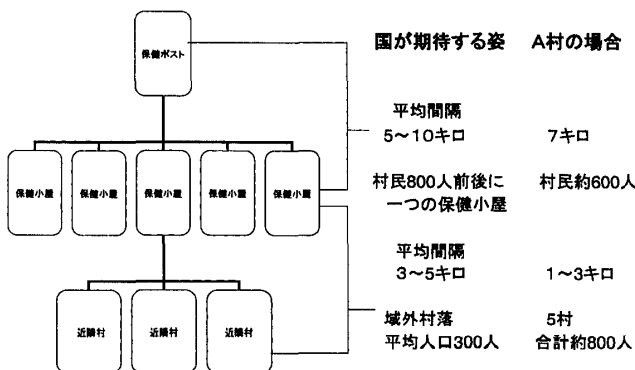 国が期待する姿 A村の場合
保健ポスト
平均間隔
5～10キロ 7キロ
保健小屋 保健小屋 保健小屋 保健小屋 保健小屋
村民800人前後に 村民約600人
一つの保健小屋
平均間隔
3～5キロ 1～3キロ
近隣村 近隣村 近隣村
域外村落 5村
平均人口300人 合計約800人